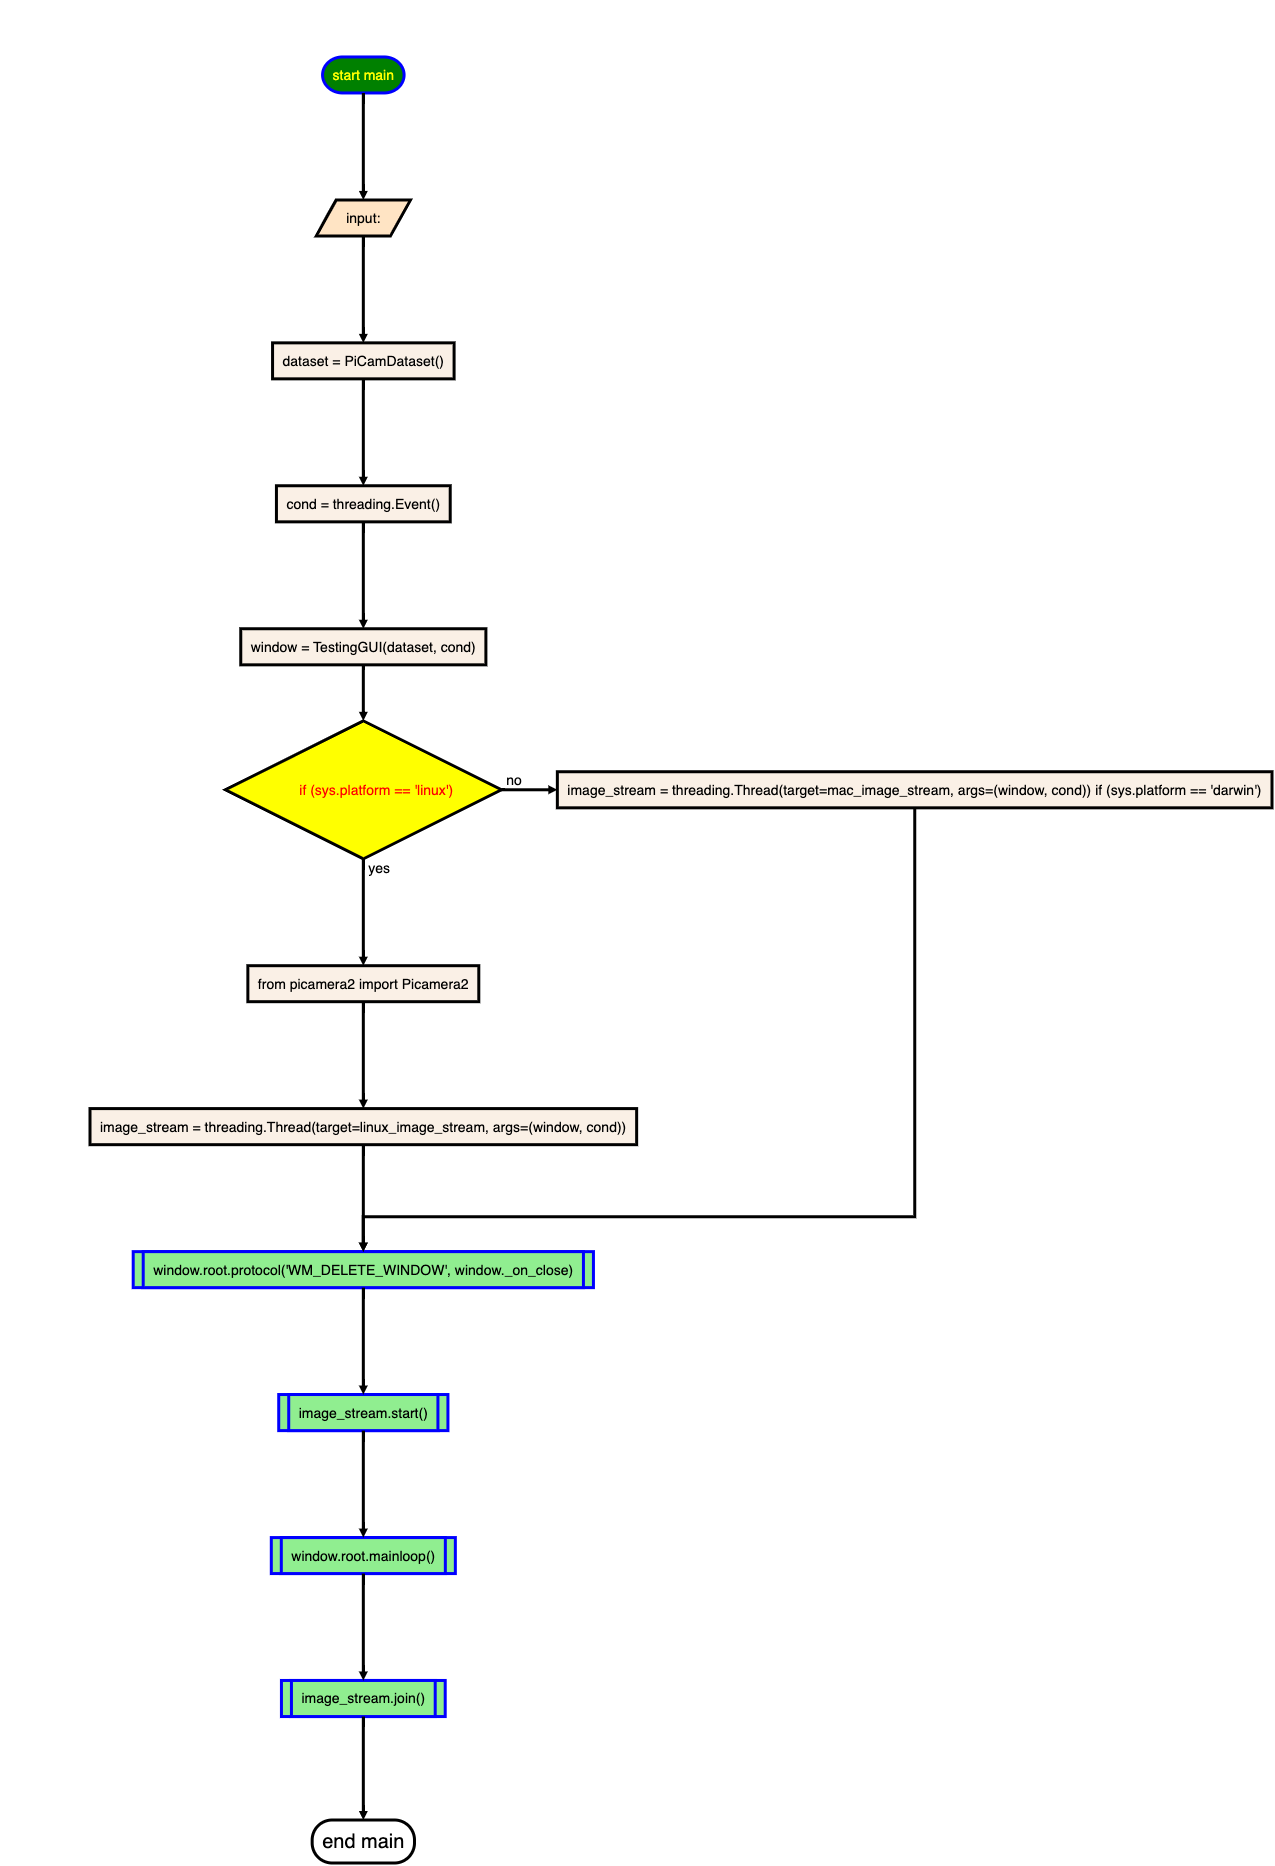 start main
input:
dataset = PiCamDataset()
cond = threading.Event()
window = TestingGUI(dataset, cond)
if (sys.platform == 'linux')
no
image_stream = threading.Thread(target=mac_image_stream, args=(window, cond)) if (sys.platform == 'darwin')
yes
from picamera2 import Picamera2
image_stream = threading.Thread(target=linux_image_stream, args=(window, cond))
window.root.protocol('WM_DELETE_WINDOW', window._on_close)
image_stream.start()
window.root.mainloop()
image_stream.join()
end main